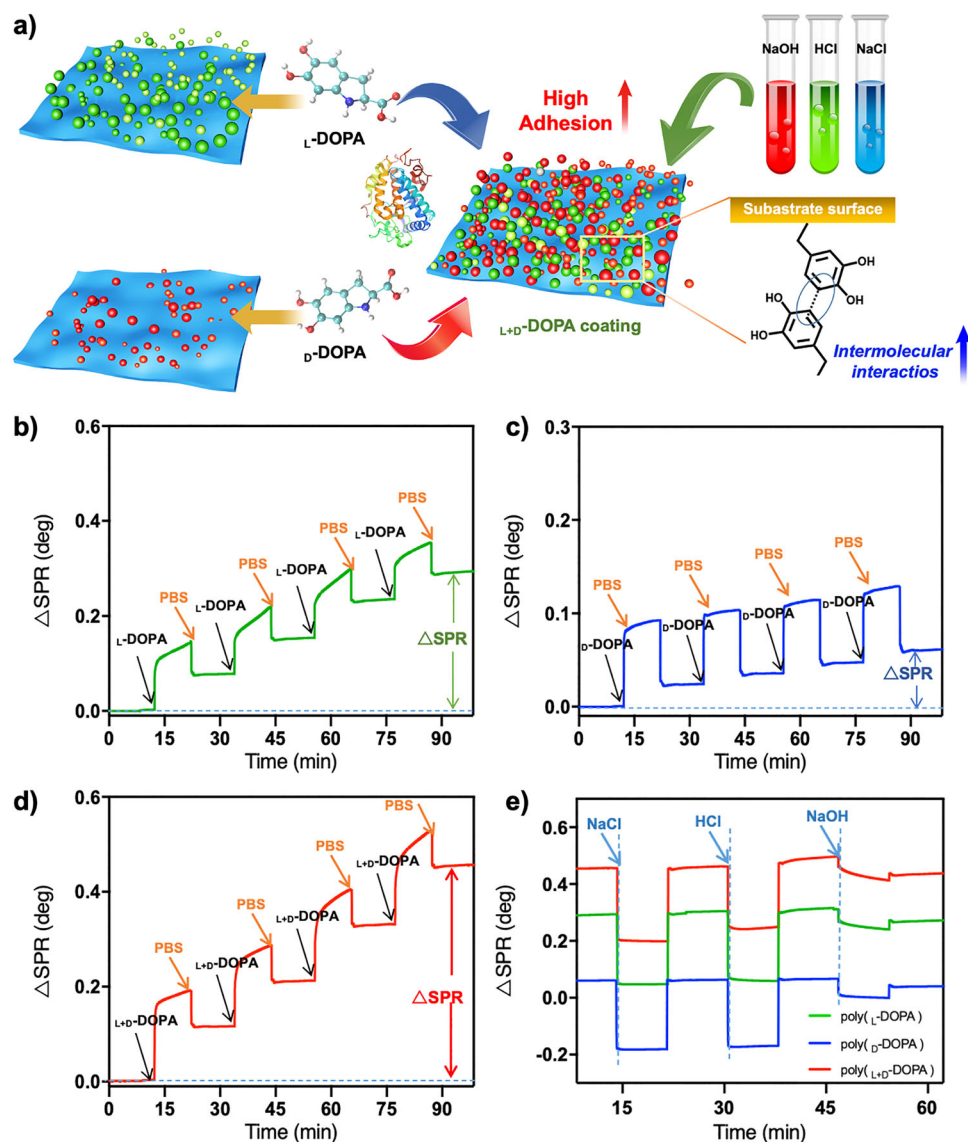 a)
NaOH HCl NaCl
High
Adhesion
L-DOPA
Subastrate surface
OH
HO
OH
HO
D-DOPA
L+D-DOPA coating
Intermolecular
interactios
b)
△SPR (deg)
0.6
0.4
0.2
0.0
PBS
PBS
PBS
PBS
L-DOPA
L-DOPA
L-DOPA
L-DOPA
△SPR
0 15 30 45 60 75 90
Time (min)
c)
△SPR (deg)
0.3
0.2
0.1
0.0
PBS
PBS
PBS
PBS
D-DOPA
D-DOPA
D-DOPA
D-DOPA
△SPR
0 15 30 45 60 75 90
Time (min)
d)
△SPR (deg)
0.6
0.4
0.2
0.0
PBS
PBS
PBS
PBS
L+D-DOPA
L+D-DOPA
L+D-DOPA
L+D-DOPA
△SPR
0 15 30 45 60 75 90
Time (min)
e)
△SPR (deg)
0.6
0.4
0.2
0.0
-0.2
NaCl
HCl
NaOH
poly(L-DOPA)
poly(D-DOPA)
poly(L+D-DOPA)
15 30 45 60
Time (min)